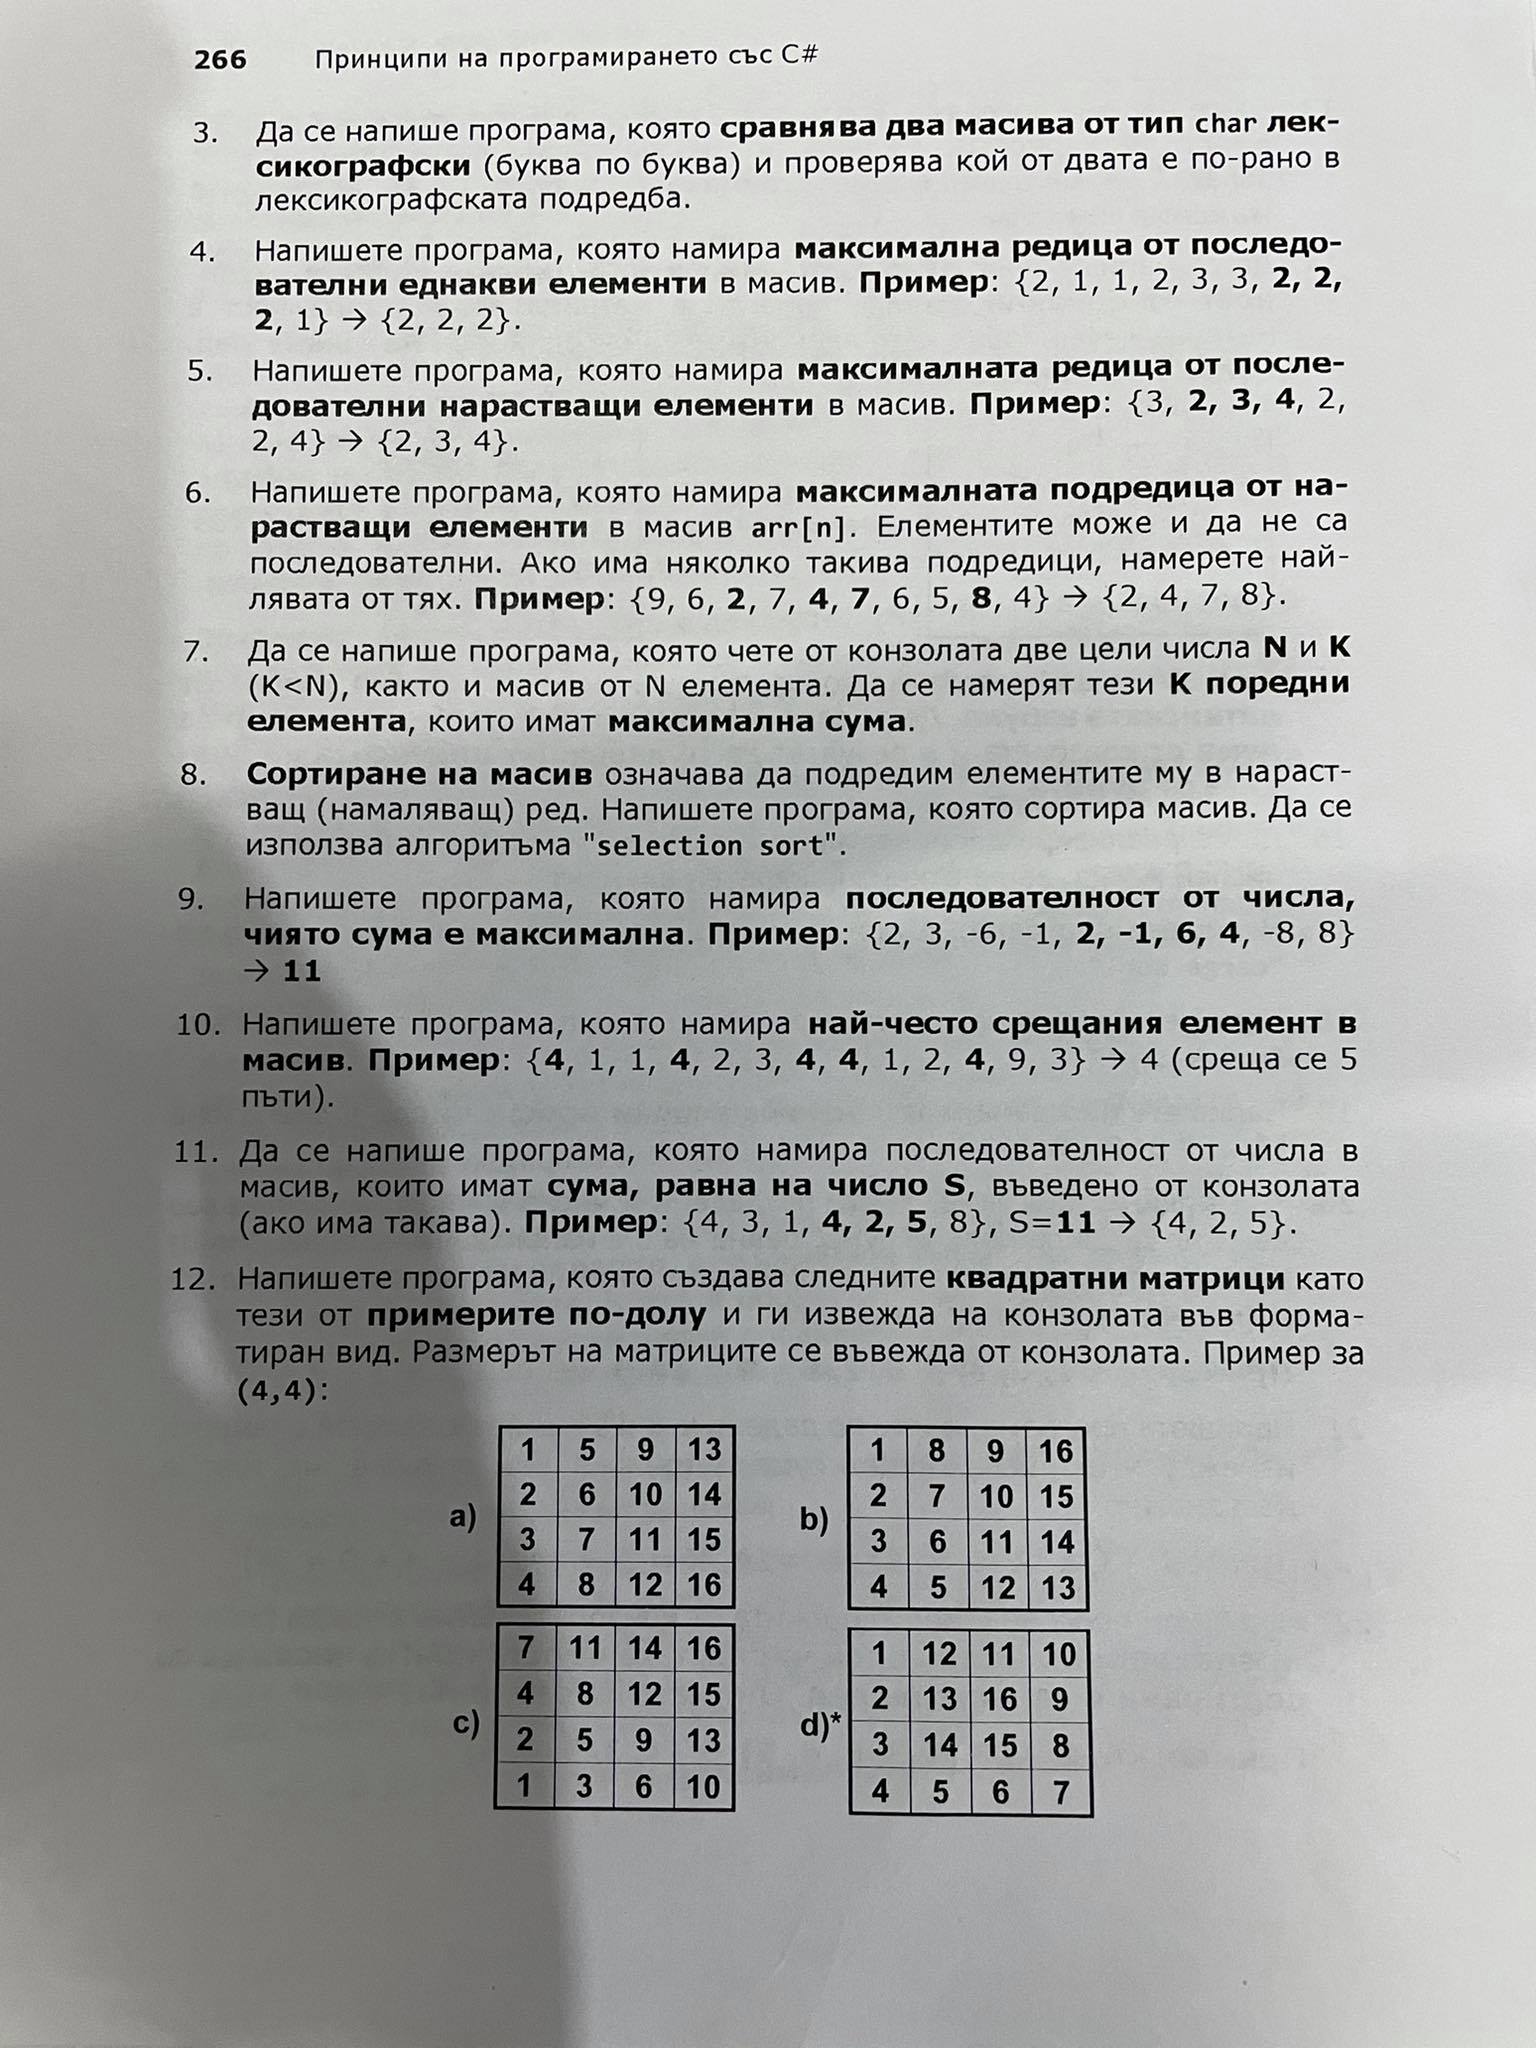 266 Принципи на програмирането със C#
3. Да се напише програма, която сравнява два масива от тип char лек-
сикографски (буква по буква) и проверява кой от двата е по-рано в
лексикографската подредба.
4. Напишете програма, която намира максимална редица от последо-
вателни еднакви елементи в масив. Пример: {2, 1, 1, 2, 3, 3, 2, 2,
2, 1} → {2, 2, 2}.
5. Напишете програма, която намира максималната редица от после-
дователни нарастващи елементи в масив. Пример: {3, 2, 3, 4, 2,
2, 4} → {2, 3, 4}.
6. Напишете програма, която намира максималната подредица от на-
растващи елементи в масив arr[n]. Елементите може и да не са
последователни. Ако има няколко такива подредици, намерете най-
лявата от тях. Пример: {9, 6, 2, 7, 4, 7, 6, 5, 8, 4} → {2, 4, 7, 8}.
7. Да се напише програма, която чете от конзолата две цели числа N и K
(K<N), както и масив от N елемента. Да се намерят тези K поредни
елемента, които имат максимална сума.
8. Сортиране на масив означава да подредим елементите му в нараст-
ващ (намаляващ) ред. Напишете програма, която сортира масив. Да се
използва алгоритъма "selection sort".
9. Напишете програма, която намира последователност от числа,
чиято сума е максимална. Пример: {2, 3, -6, -1, 2, -1, 6, 4, -8, 8}
→ 11
10. Напишете програма, която намира най-често срещания елемент в
масив. Пример: {4, 1, 1, 4, 2, 3, 4, 4, 1, 2, 4, 9, 3} → 4 (среща се 5
пъти).
11. Да се напише програма, която намира последователност от числа в
масив, които имат сума, равна на число S, въведено от конзолата
(ако има такава). Пример: {4, 3, 1, 4, 2, 5, 8}, S=11 → {4, 2, 5}.
12. Напишете програма, която създава следните квадратни матрици като
тези от примерите по-долу и ги извежда на конзолата във форма-
тиран вид. Размерът на матриците се въвежда от конзолата. Пример за
(4,4):
a)
1 5 9 13
2 6 10 14
3 7 11 15
4 8 12 16
b)
1 8 9 16
2 7 10 15
3 6 11 14
4 5 12 13
c)
7 11 14 16
4 8 12 15
2 5 9 13
1 3 6 10
d)*
1 12 11 10
2 13 16 9
3 14 15 8
4 5 6 7